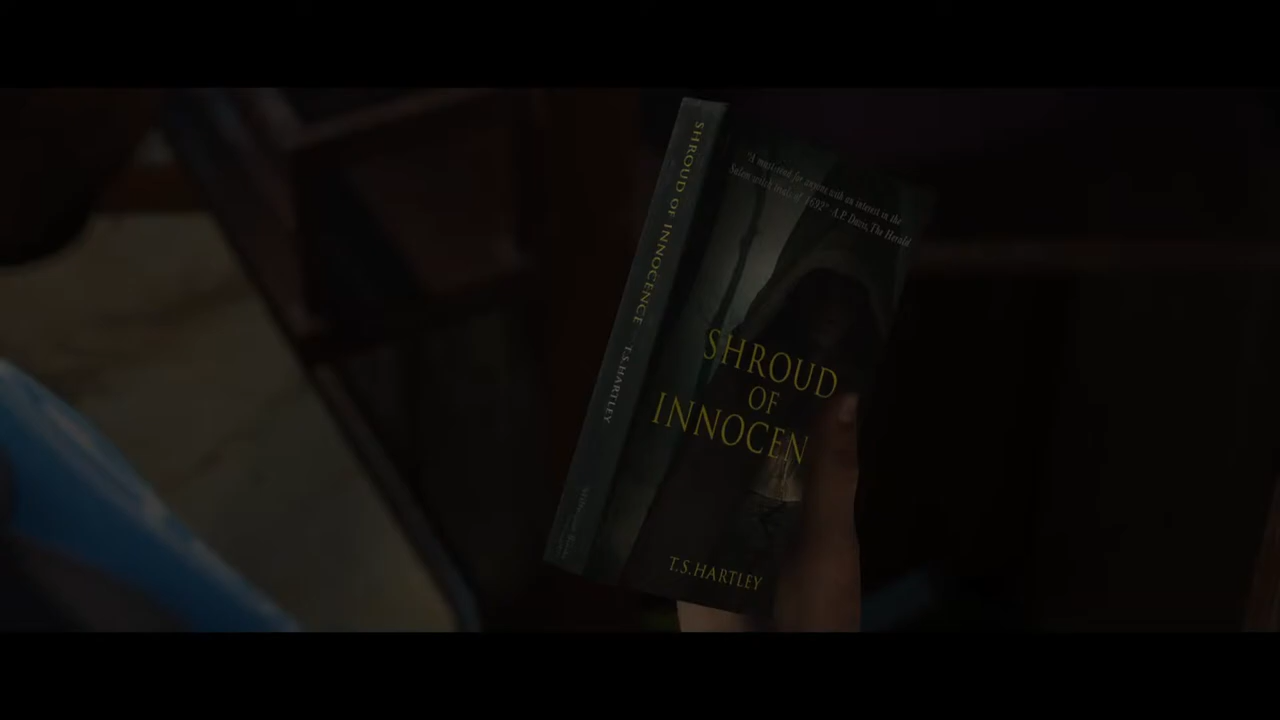 SHROUD OF INNOCENCE T.S.HARTLEY
"A must-read for anyone with an interest in the
Salem witch trials of 1692" A.P. Davis, The Herald
SHROUD
OF
INNOCEN
T.S.HARTLEY